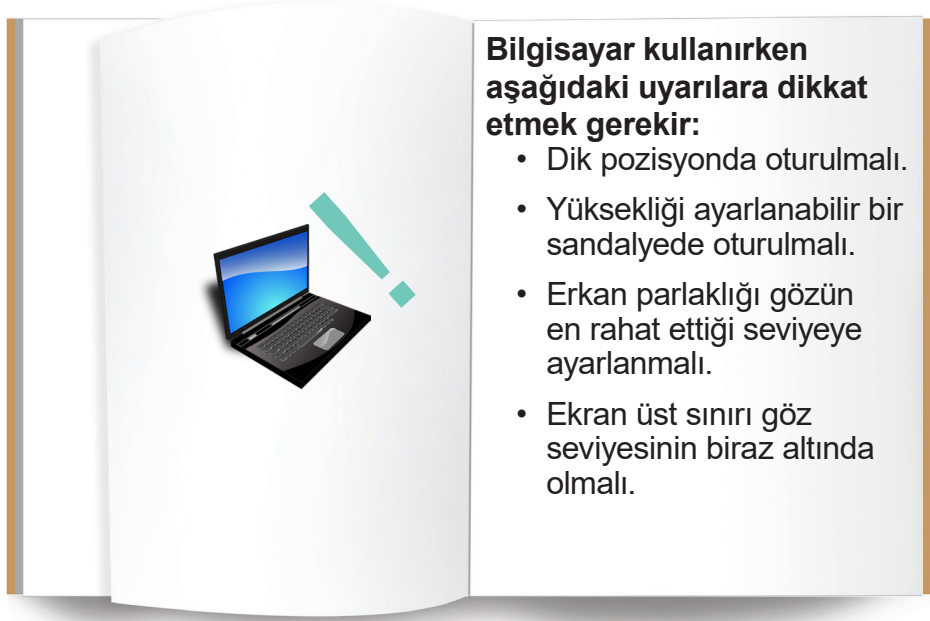 Bilgisayar kullanırken
aşağıdaki uyarılara dikkat
etmek gerekir:
• Dik pozisyonda oturulmalı.
• Yüksekliği ayarlanabilir bir
sandalyede oturulmalı.
• Erkan parlaklığı gözün
en rahat ettiği seviyeye
ayarlanmalı.
• Ekran üst sınırı göz
seviyesinin biraz altında
olmalı.